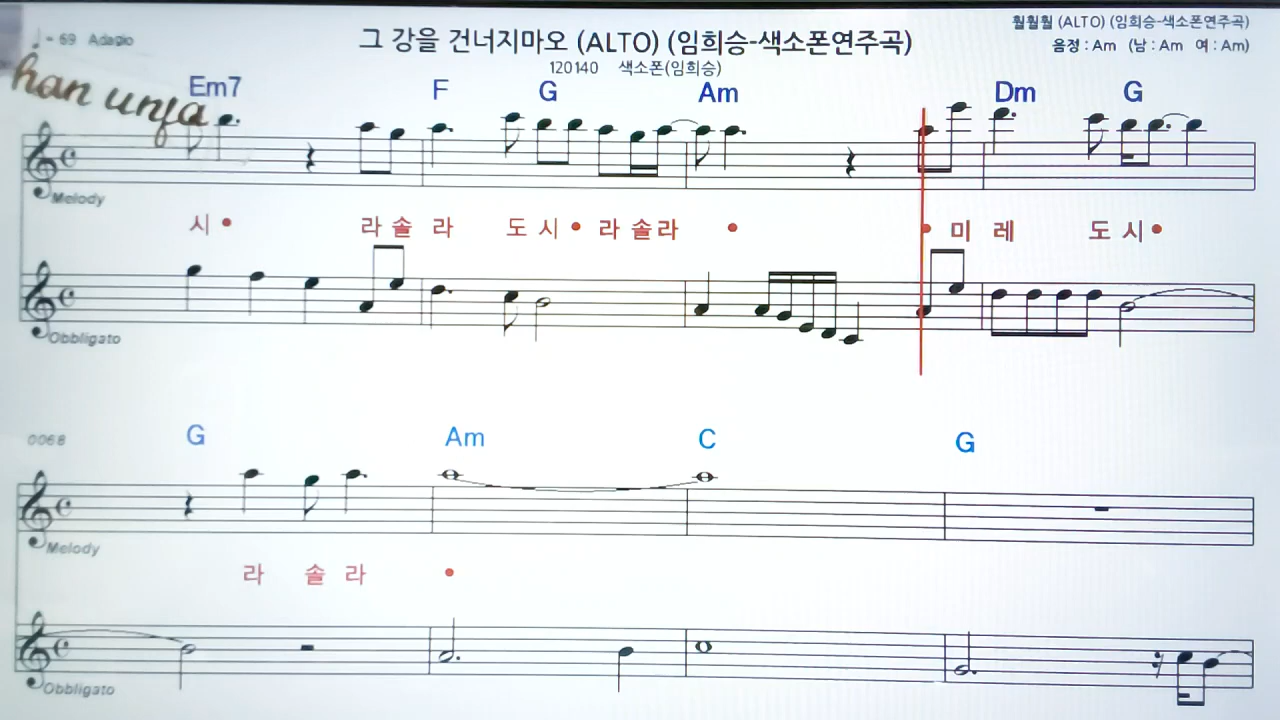 ♩= 69 Adagio
그 강을 건너지마오 (ALTO) (임희승-색소폰연주곡)
훨훨훨 (ALTO) (임희승-색소폰연주곡)
음정 : Am (남 : Am 여 : Am)
120140 색소폰(임희승)
han unja
Em7 F G Am Dm G
Melody
시 • 라 솔 라 도 시 • 라 솔 라 • • 미 레 도 시 •
Obbligato
0068
G Am C G
Melody
라 솔 라 •
Obbligato